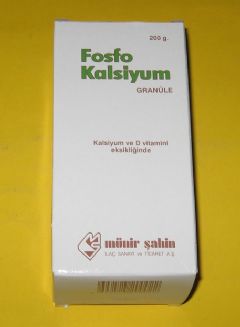 200 g.
Fosfo
Kalsiyum
GRANÜLE
Kalsiyum ve D vitamini
eksikliğinde
münir şahin
İLAÇ SANAYİ ve TİCARET A.Ş.